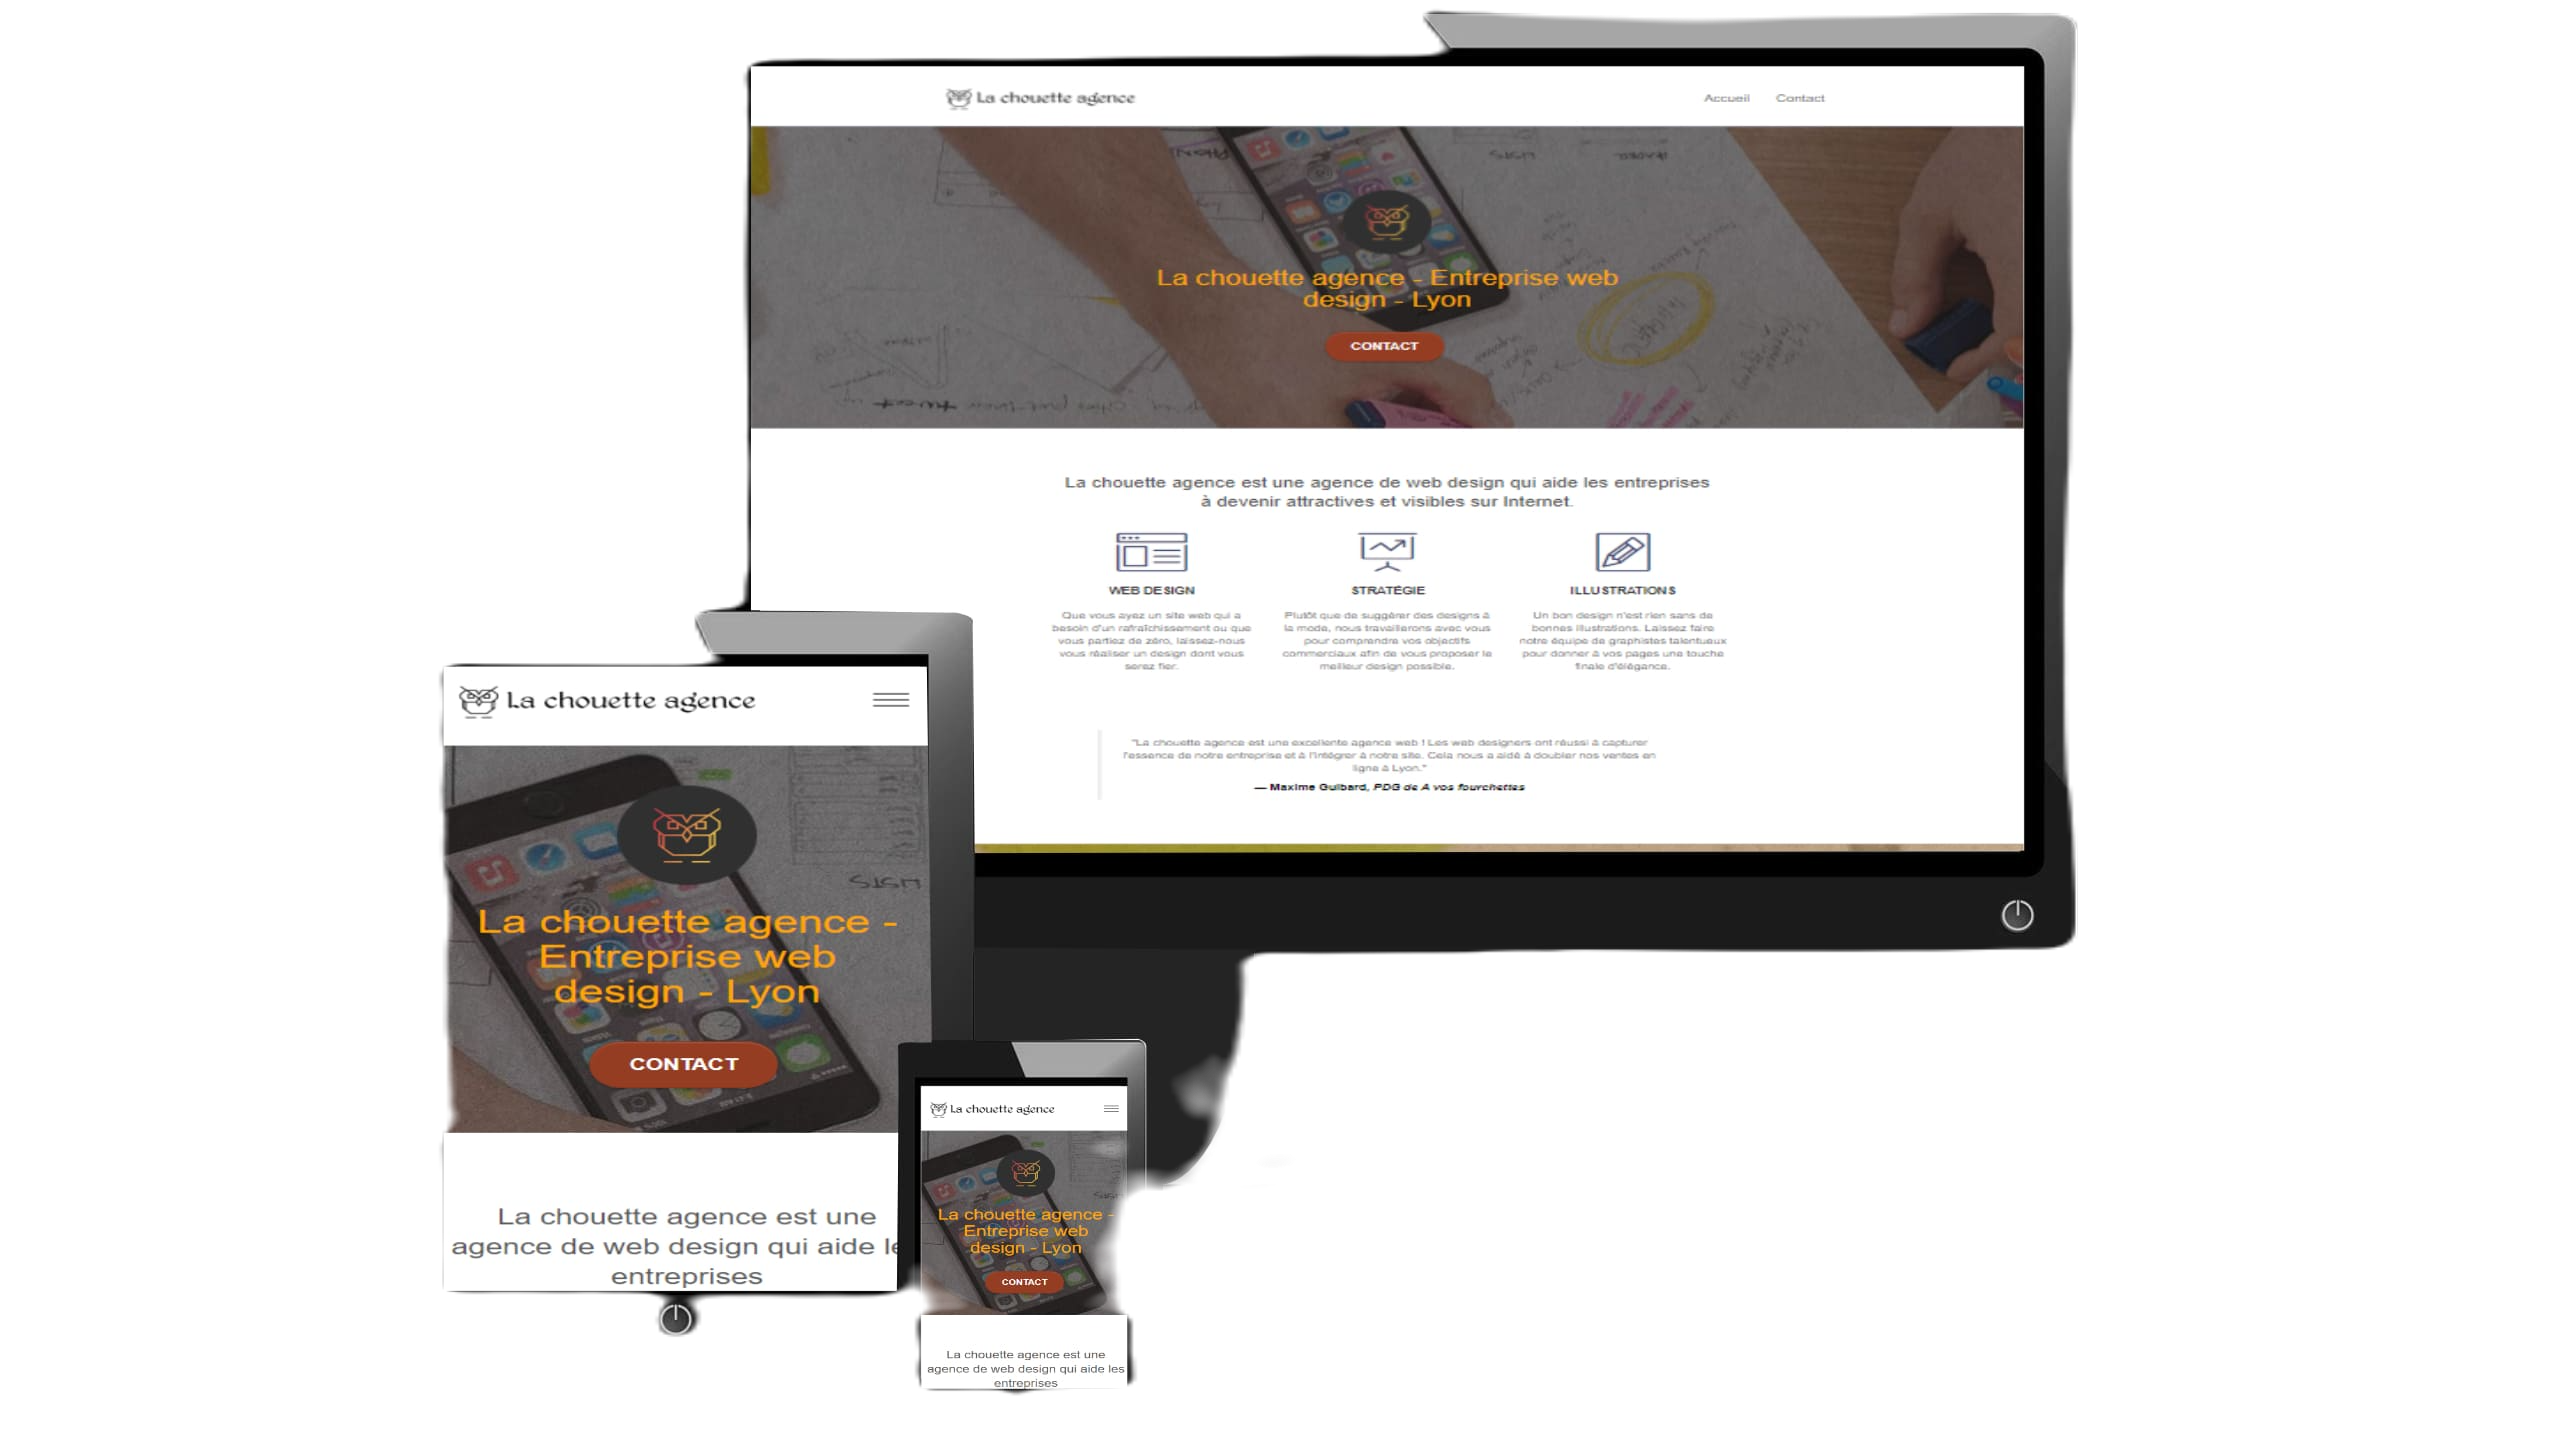 La chouette agence
Accueil Contact
La chouette agence - Entreprise web
design - Lyon
CONTACT
La chouette agence est une agence de web design qui aide les entreprises
à devenir attractives et visibles sur Internet.
WEB DESIGN
Que vous ayez un site web qui a
besoin d'un rafraîchissement ou que
vous partiez de zéro, laissez-nous
vous réaliser un design dont vous
serez fier.
STRATÉGIE
Plutôt que de suggérer des designs à
la mode, nous travaillerons avec vous
pour comprendre vos objectifs
commerciaux afin de vous proposer le
meilleur design possible.
ILLUSTRATIONS
Un bon design n'est rien sans de
bonnes illustrations. Laissez faire
notre équipe de graphistes talentueux
pour donner à vos pages une touche
finale d'élégance.
"La chouette agence est une excellente agence web ! Les web designers ont réussi à capturer
l'essence de notre entreprise et à l'intégrer à notre site. Cela nous a aidé à doubler nos ventes en
ligne à Lyon."
— Maxime Guibard, PDG de A vos fourchettes
La chouette agence
La chouette agence -
Entreprise web
design - Lyon
CONTACT
La chouette agence est une
agence de web design qui aide le
entreprises
La chouette agence
La chouette agence -
Entreprise web
design - Lyon
CONTACT
La chouette agence est une
agence de web design qui aide les
entreprises